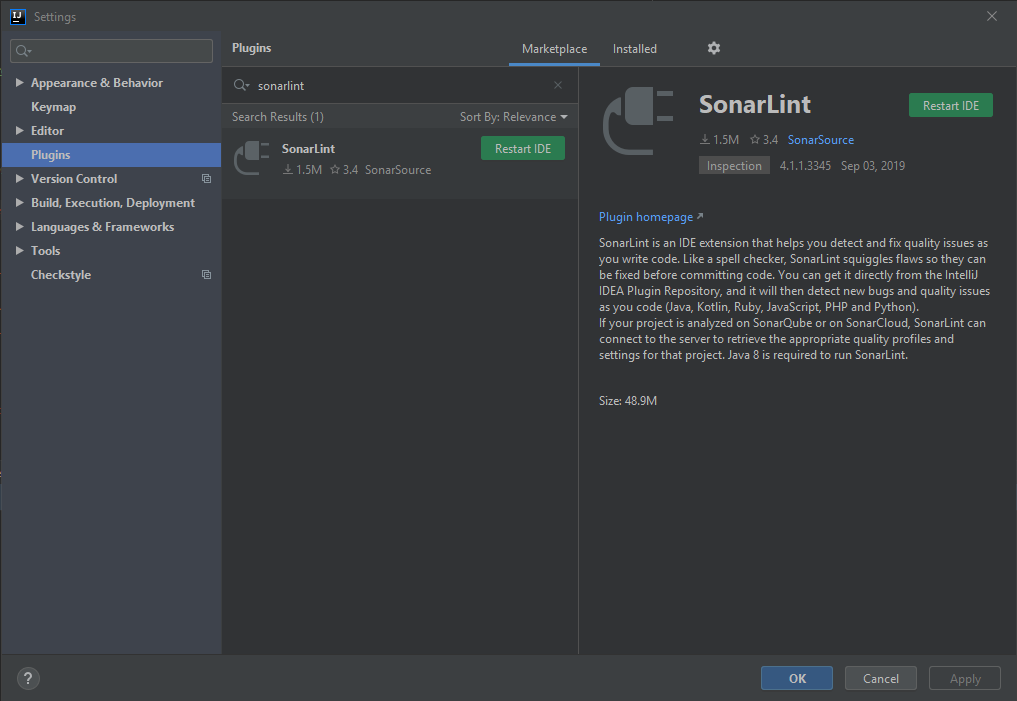 IJ
Settings
Appearance & Behavior
Keymap
Editor
Plugins
Version Control
Build, Execution, Deployment
Languages & Frameworks
Tools
Checkstyle
Plugins
Marketplace
Installed
sonarlint
Search Results (1)
Sort By: Relevance
SonarLint
Restart IDE
1.5M 3.4 SonarSource
SonarLint
Restart IDE
1.5M 3.4 SonarSource
Inspection 4.1.1.3345 Sep 03, 2019
Plugin homepage
SonarLint is an IDE extension that helps you detect and fix quality issues as
you write code. Like a spell checker, SonarLint squiggles flaws so they can
be fixed before committing code. You can get it directly from the IntelliJ
IDEA Plugin Repository, and it will then detect new bugs and quality issues
as you code (Java, Kotlin, Ruby, JavaScript, PHP and Python).
If your project is analyzed on SonarQube or on SonarCloud, SonarLint can
connect to the server to retrieve the appropriate quality profiles and
settings for that project. Java 8 is required to run SonarLint.
Size: 48.9M
?
OK
Cancel
Apply